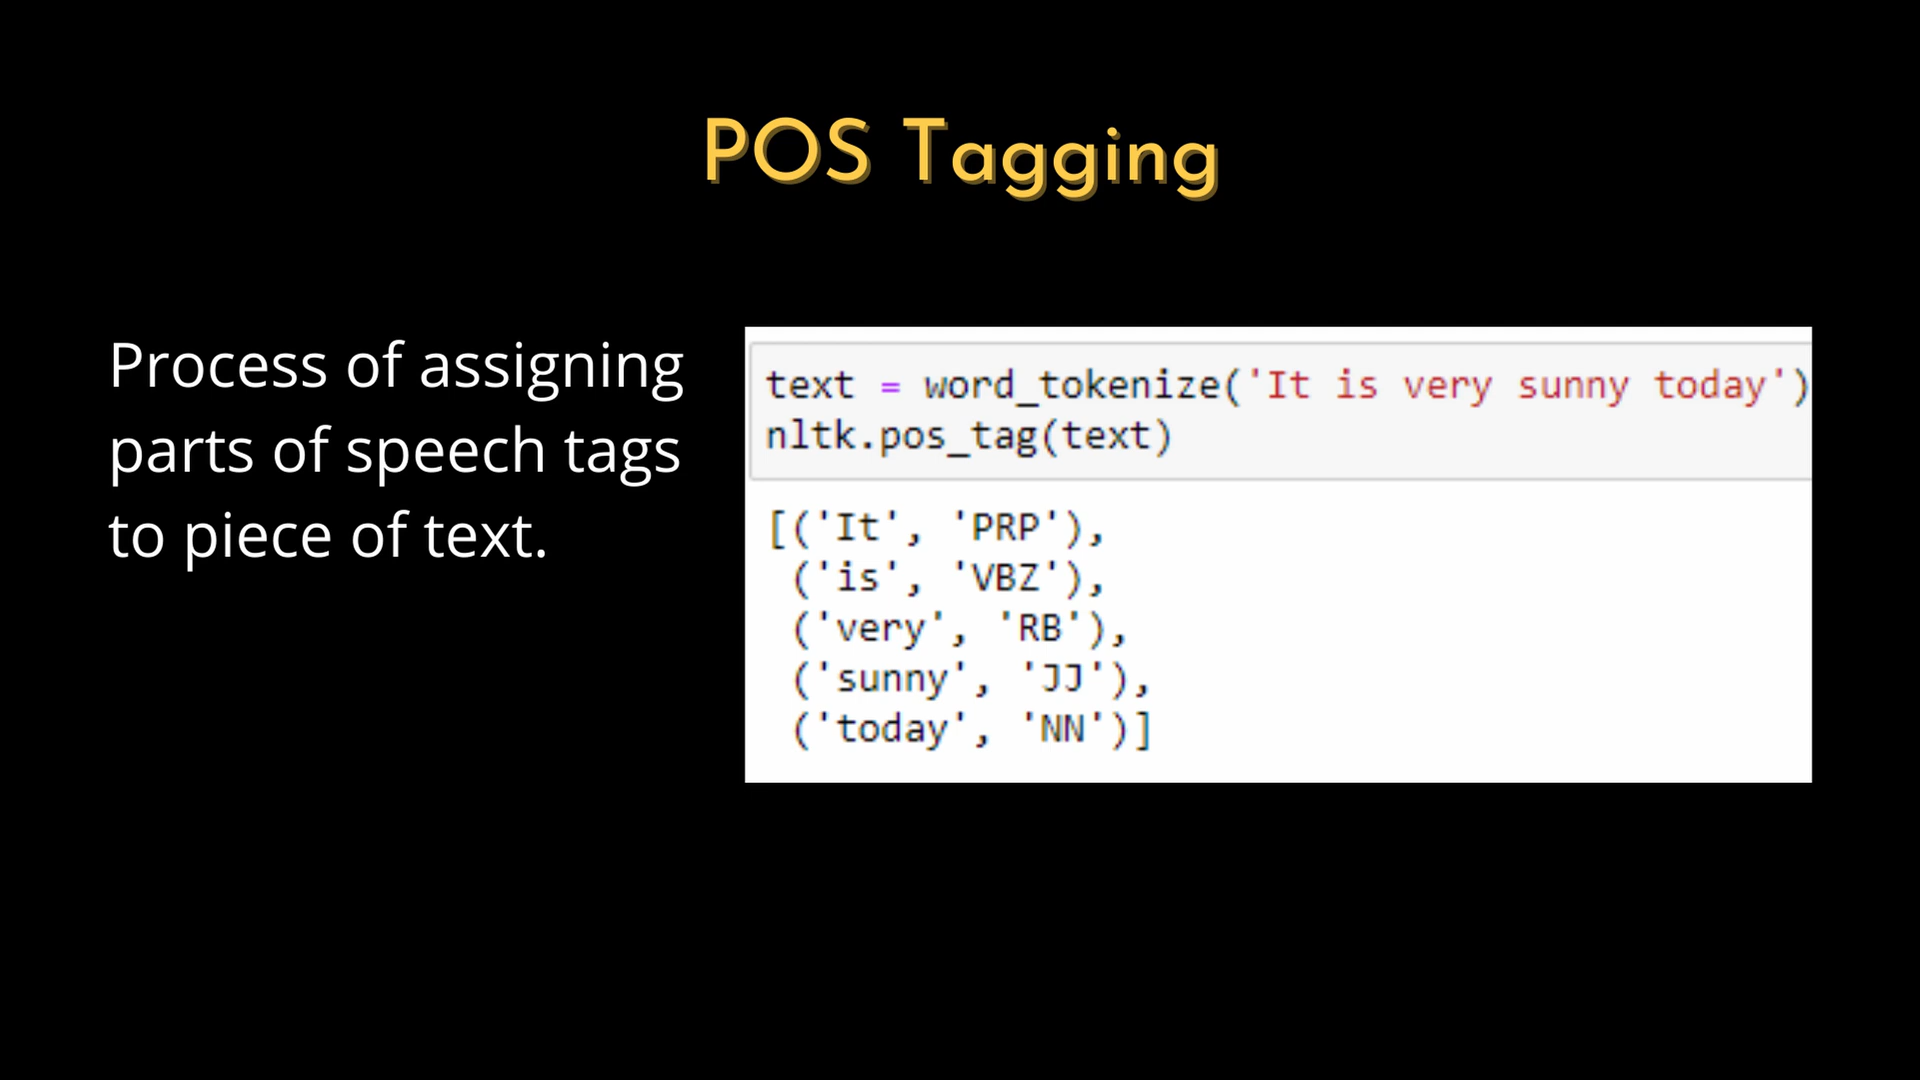 POS Tagging
Process of assigning
parts of speech tags
to piece of text.
text = word_tokenize('It is very sunny today')
nltk.pos_tag(text)
[('It', 'PRP'),
('is', 'VBZ'),
('very', 'RB'),
('sunny', 'JJ'),
('today', 'NN')]